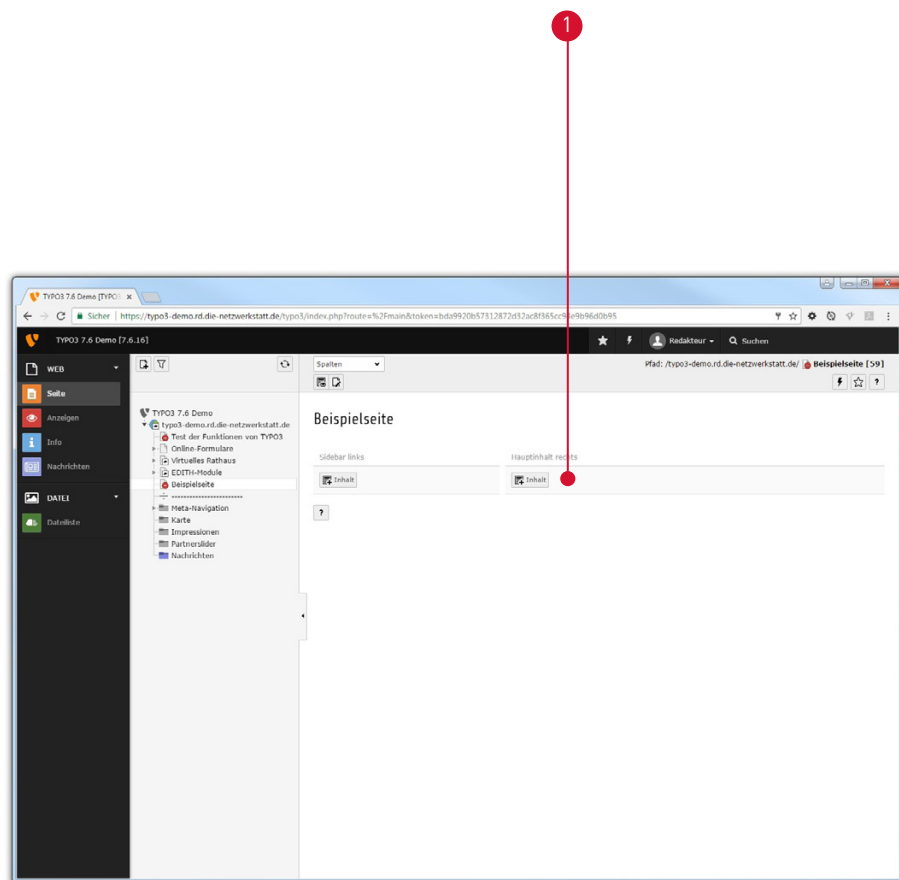 1
TYPO3 7.6 Demo [TYPO3
Sicher | https://typo3-demo.rd.die-netzwerkstatt.de/typo3/index.php?route=%2Fmain&token=
TYPO3 7.6 Demo [7.6.16]
Redakteur
Suchen
WEB
Seite
Anzeigen
Info
Nachrichten
DATEI
Dateiliste
TYPO3 7.6 Demo
typo3-demo.rd.die-netzwerkstatt.de
Test der Funktionen von TYPO3
Online-Formulare
Virtuelles Rathaus
EDITH-Module
Beispielseite
------------------------
Meta-Navigation
Karte
Impressionen
Partnerslider
Nachrichten
Spalten
Pfad: /typo3-demo.rd.die-netzwerkstatt.de/ Beispielseite [59]
?
Beispielseite
Sidebar links
Hauptinhalt rechts
Inhalt
Inhalt
?